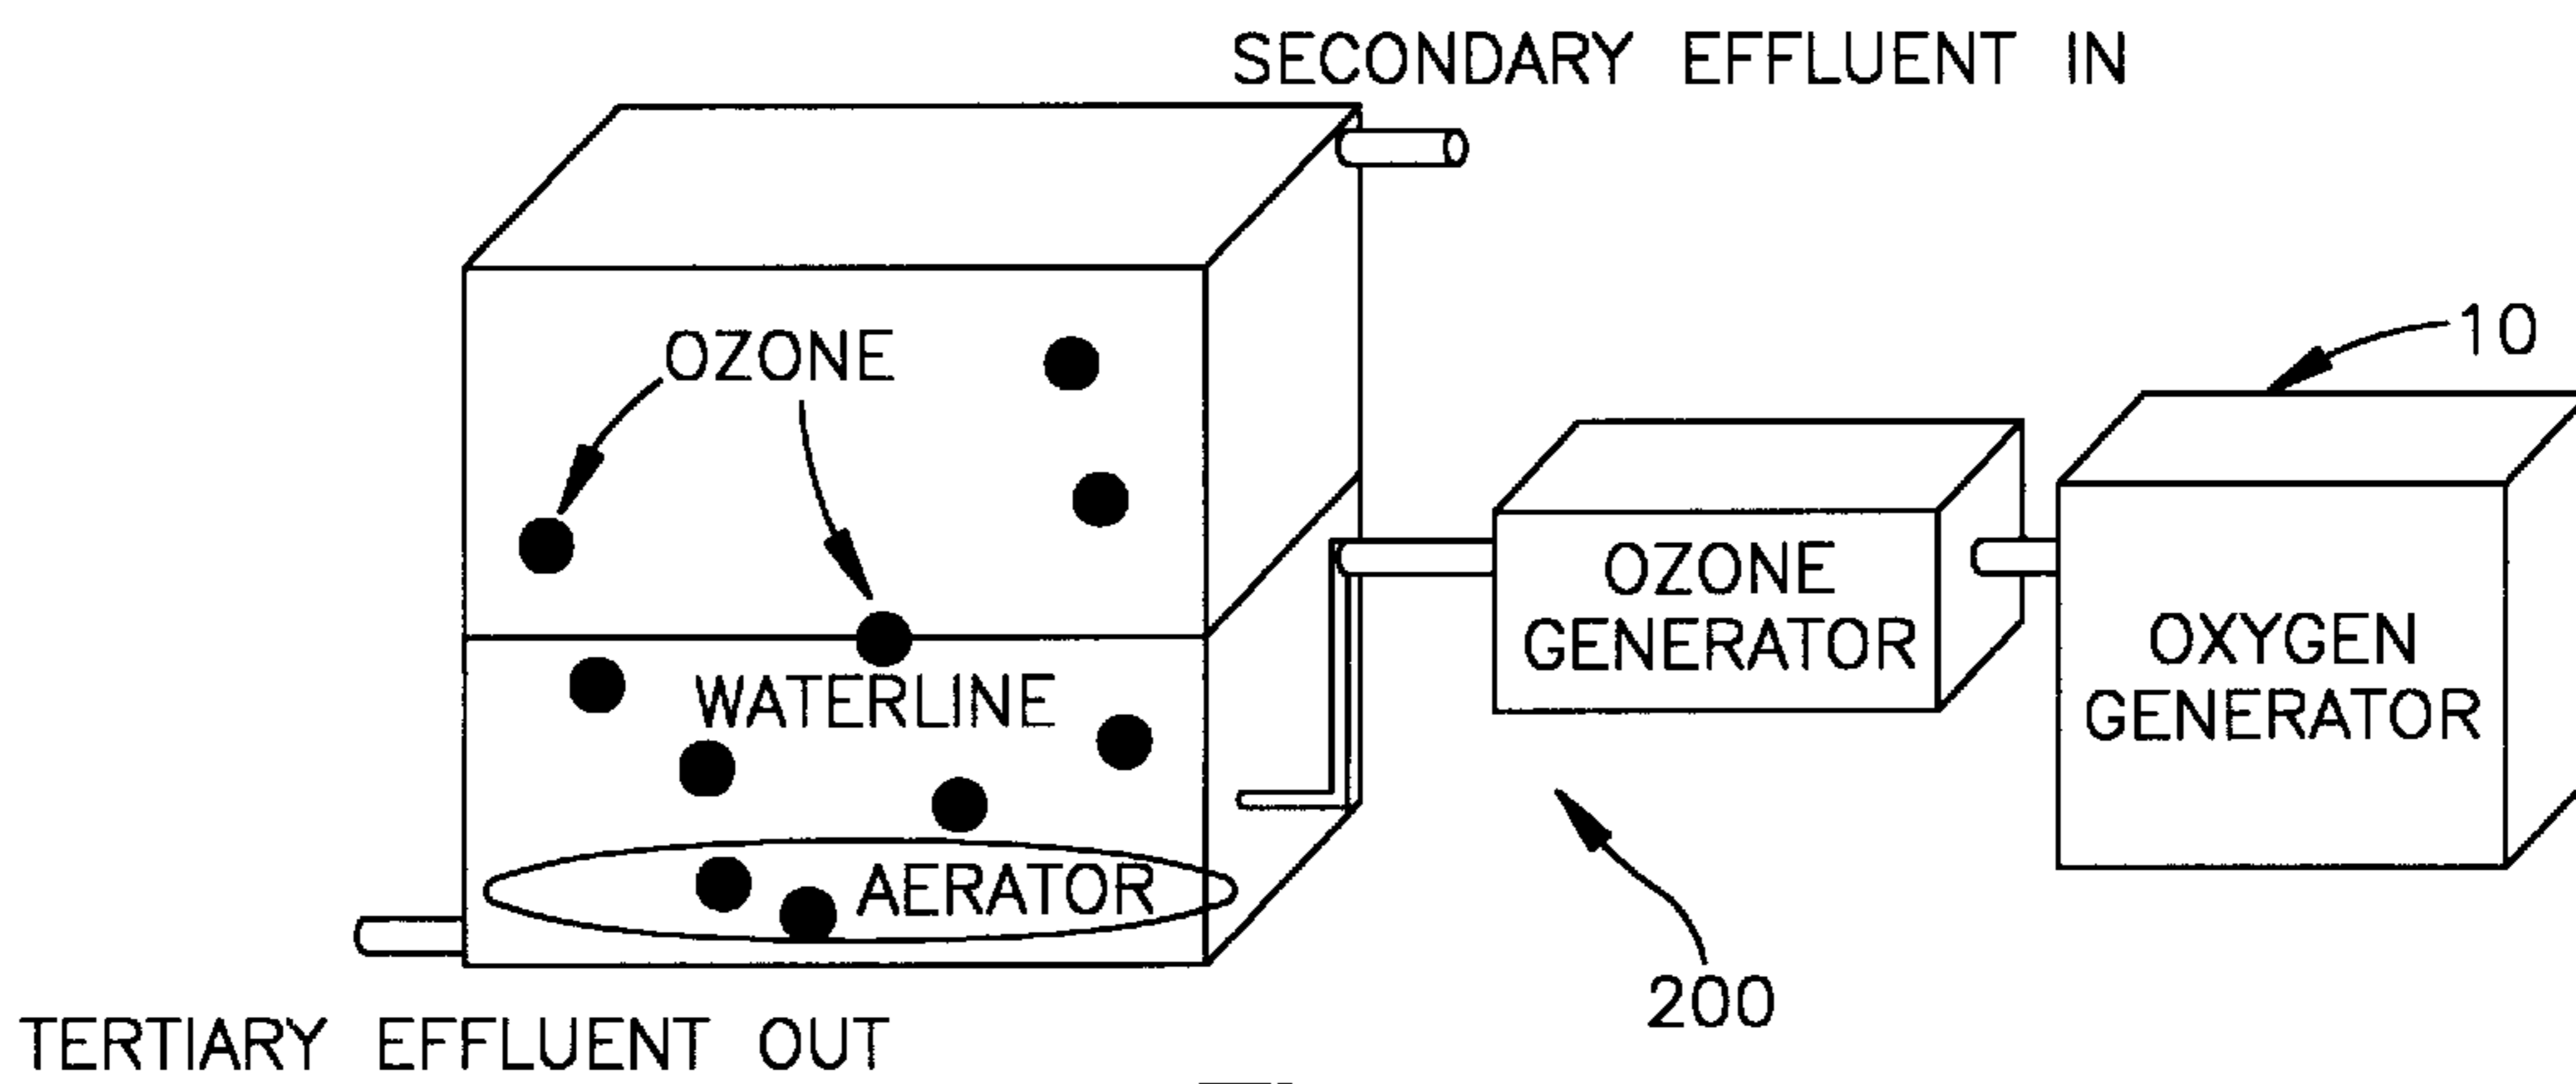 SECONDARY EFFLUENT IN
10
OZONE
OZONE
GENERATOR
OXYGEN
GENERATOR
WATERLINE
AERATOR
200
TERTIARY EFFLUENT OUT